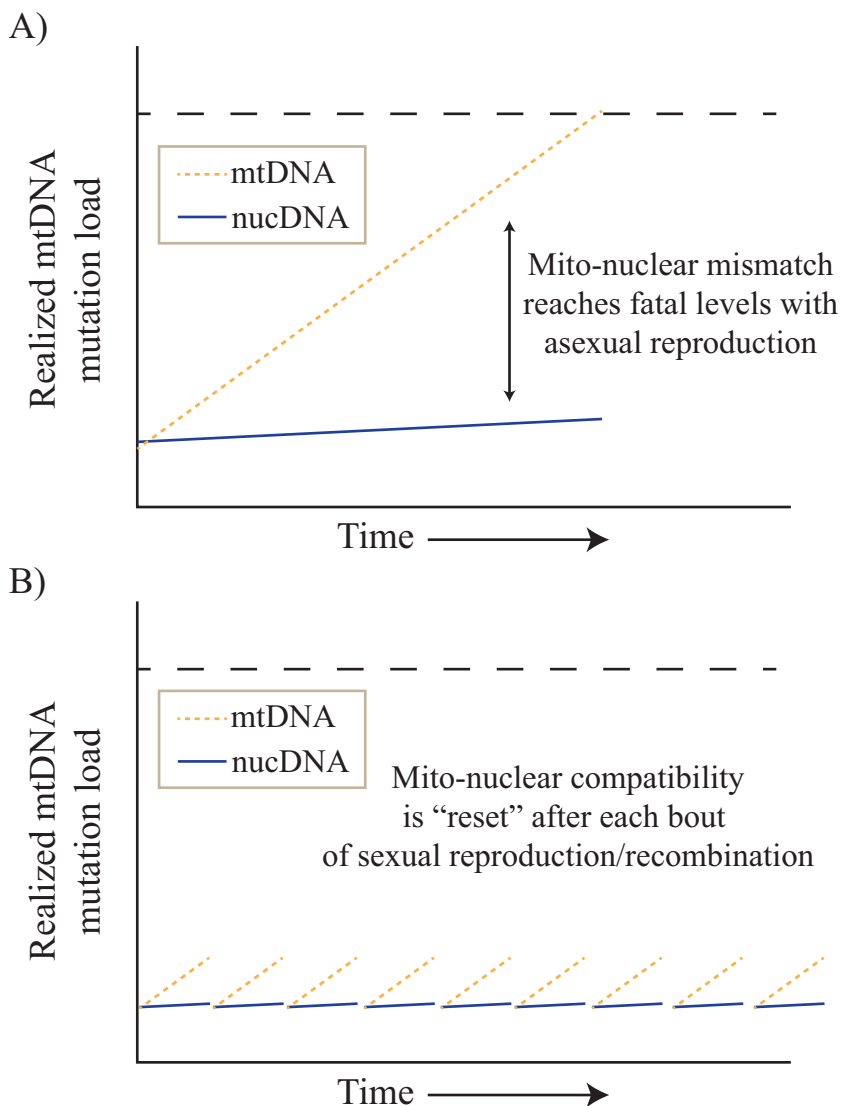 A)
Realized mtDNA
mutation load
mtDNA
nucDNA
Mito-nuclear mismatch
reaches fatal levels with
asexual reproduction
Time
B)
Realized mtDNA
mutation load
mtDNA
nucDNA
Mito-nuclear compatibility
is “reset” after each bout
of sexual reproduction/recombination
Time